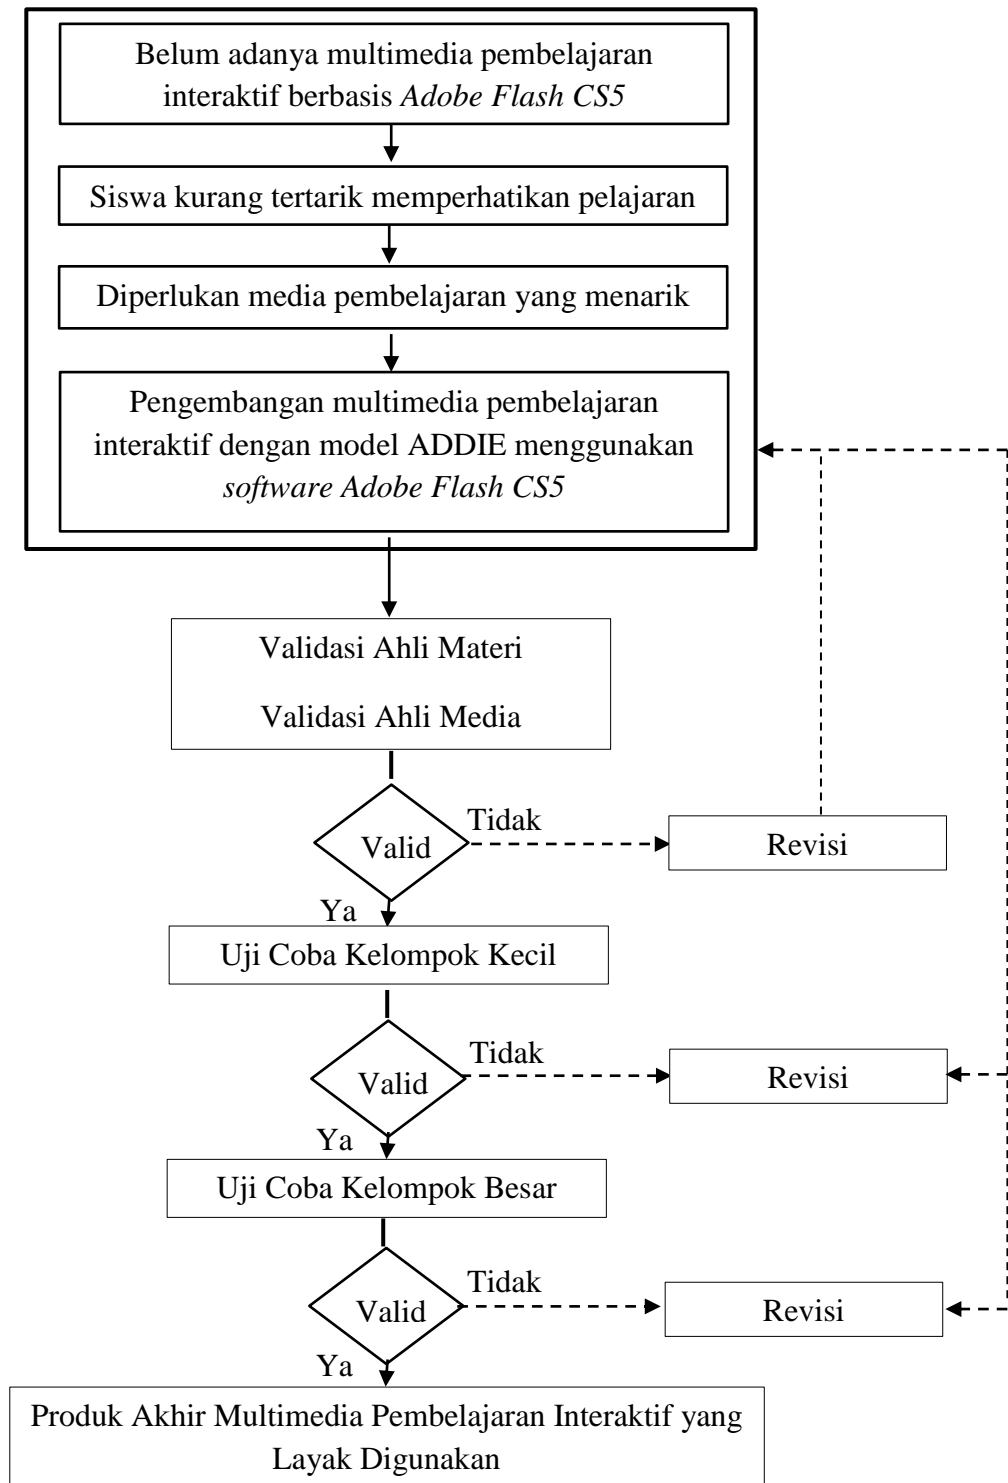 Belum adanya multimedia pembelajaran
interaktif berbasis Adobe Flash CS5
Siswa kurang tertarik memperhatikan pelajaran
Diperlukan media pembelajaran yang menarik
Pengembangan multimedia pembelajaran
interaktif dengan model ADDIE menggunakan
software Adobe Flash CS5
Validasi Ahli Materi
Validasi Ahli Media
Valid
Tidak
Revisi
Ya
Uji Coba Kelompok Kecil
Valid
Tidak
Revisi
Ya
Uji Coba Kelompok Besar
Valid
Tidak
Revisi
Ya
Produk Akhir Multimedia Pembelajaran Interaktif yang
Layak Digunakan